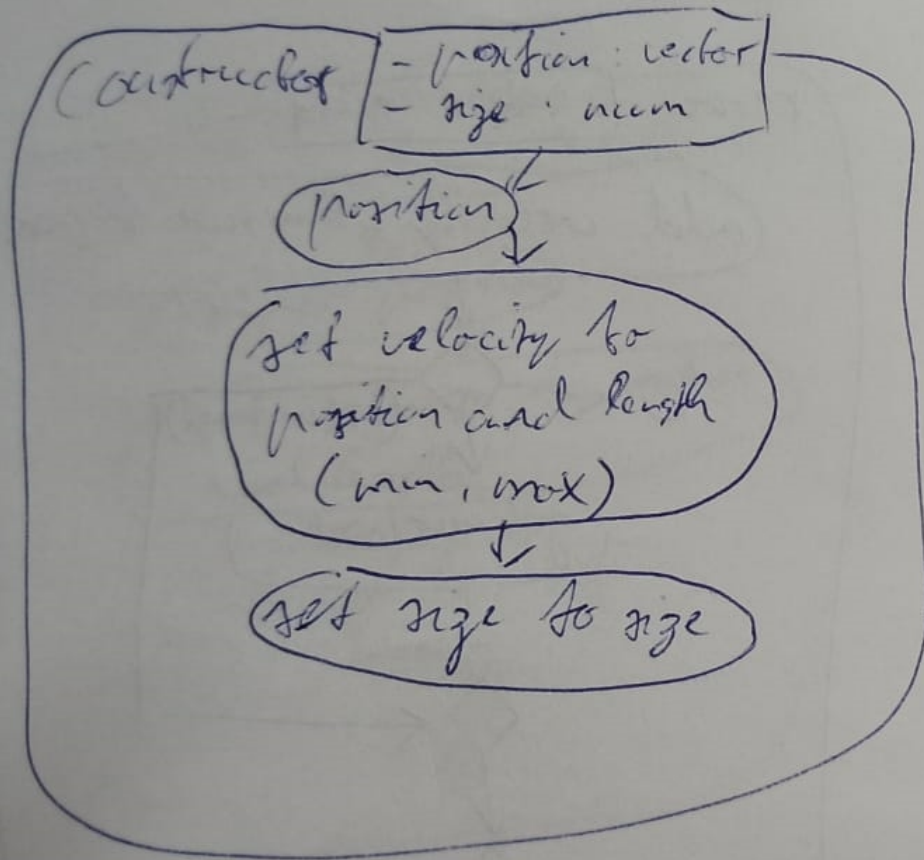 Constructor
- position : vector
- size : num
position
set velocity to
position and length
(min, max)
set size to size